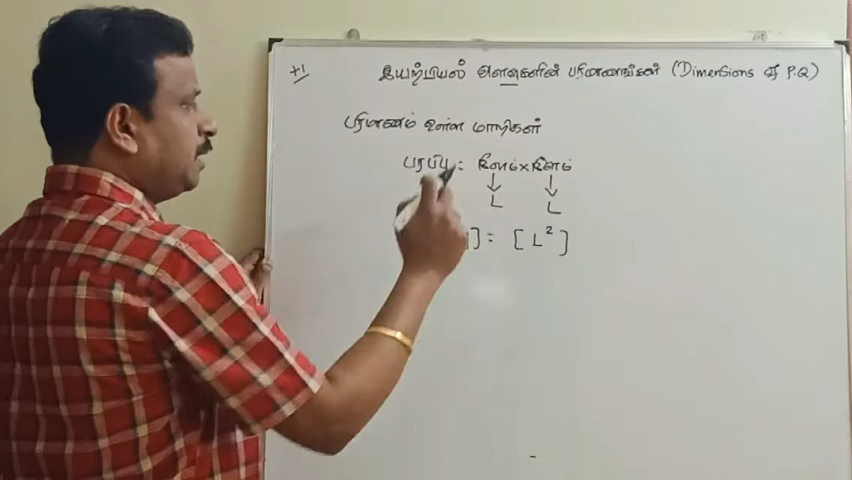 +1 இயற்பியல் அளவுகளின் பரிமாணங்கள் (Dimensions of P.Q)
பரிமாணம் உள்ள மாறிகள்
பரப்பு = நீளம் × நீளம்
↓ ↓
L L
] = [L²]